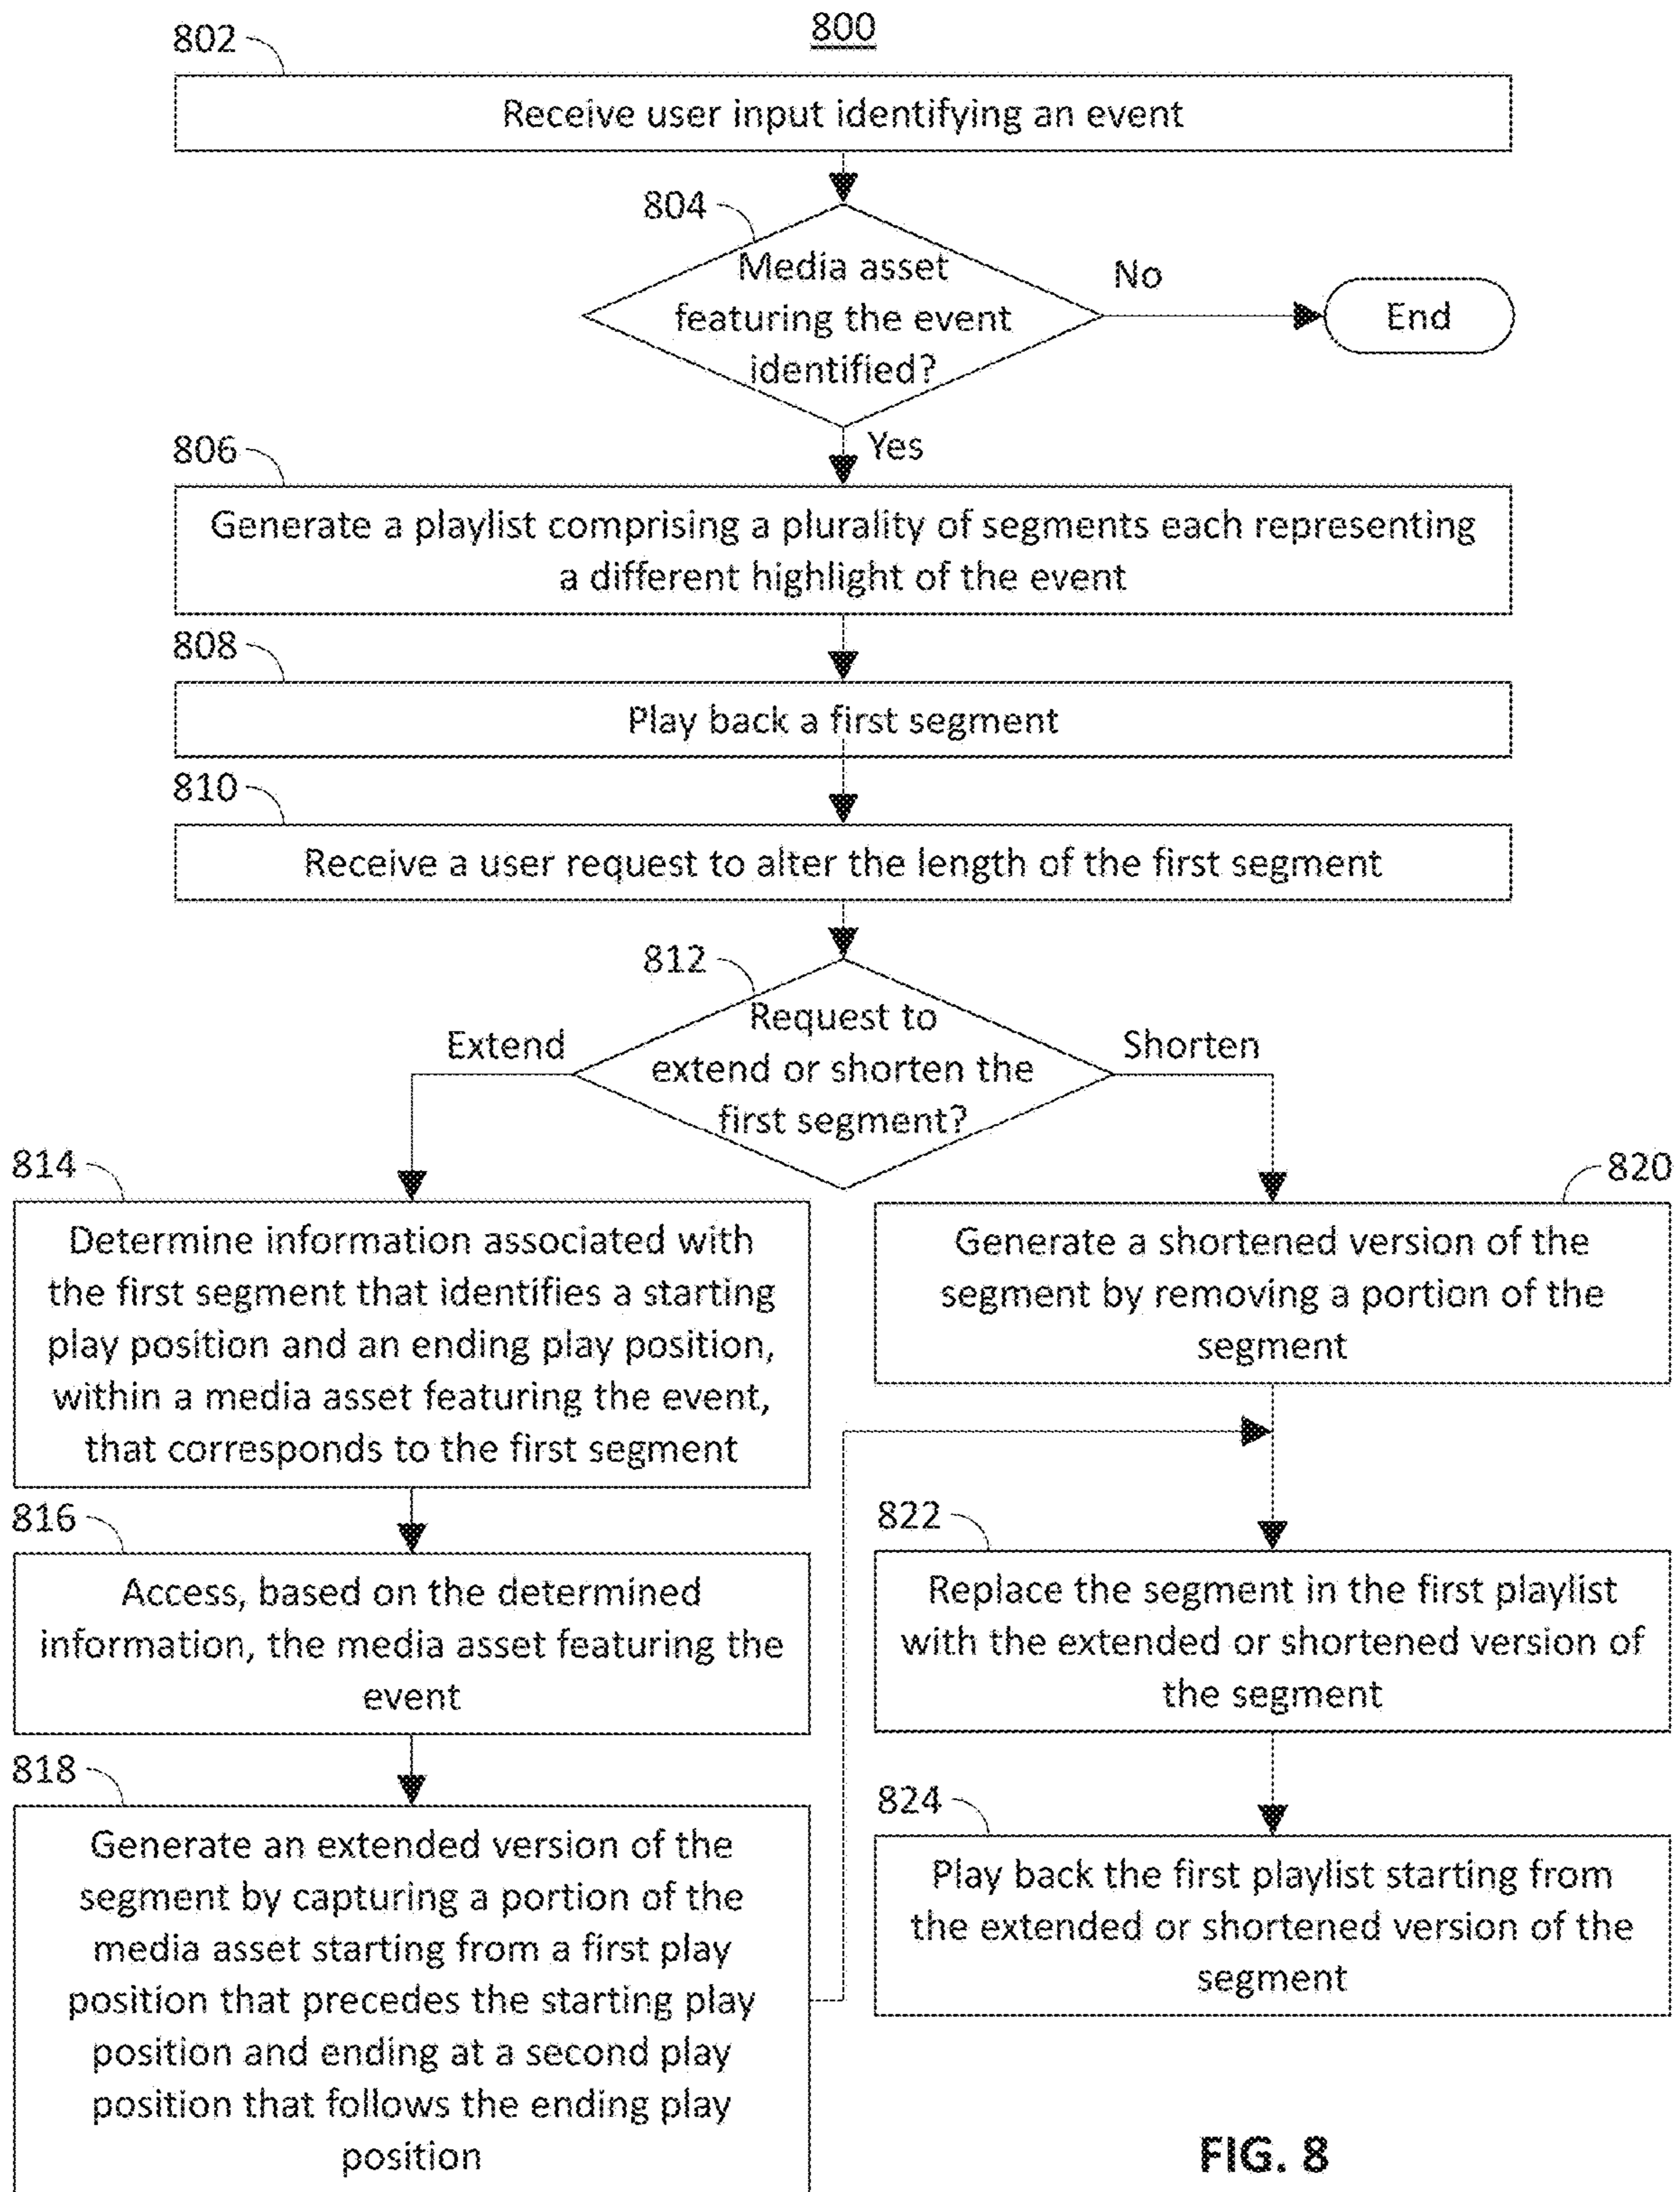 800
802
Receive user input identifying an event
804
Media asset
featuring the event
identified?
No
End
Yes
806
Generate a playlist comprising a plurality of segments each representing
a different highlight of the event
808
Play back a first segment
810
Receive a user request to alter the length of the first segment
812
Request to
extend or shorten the
first segment?
Extend
Shorten
814
Determine information associated with
the first segment that identifies a starting
play position and an ending play position,
within a media asset featuring the event,
that corresponds to the first segment
816
Access, based on the determined
information, the media asset featuring the
event
818
Generate an extended version of the
segment by capturing a portion of the
media asset starting from a first play
position that precedes the starting play
position and ending at a second play
position that follows the ending play
position
820
Generate a shortened version of the
segment by removing a portion of the
segment
822
Replace the segment in the first playlist
with the extended or shortened version of
the segment
824
Play back the first playlist starting from
the extended or shortened version of the
segment
FIG. 8